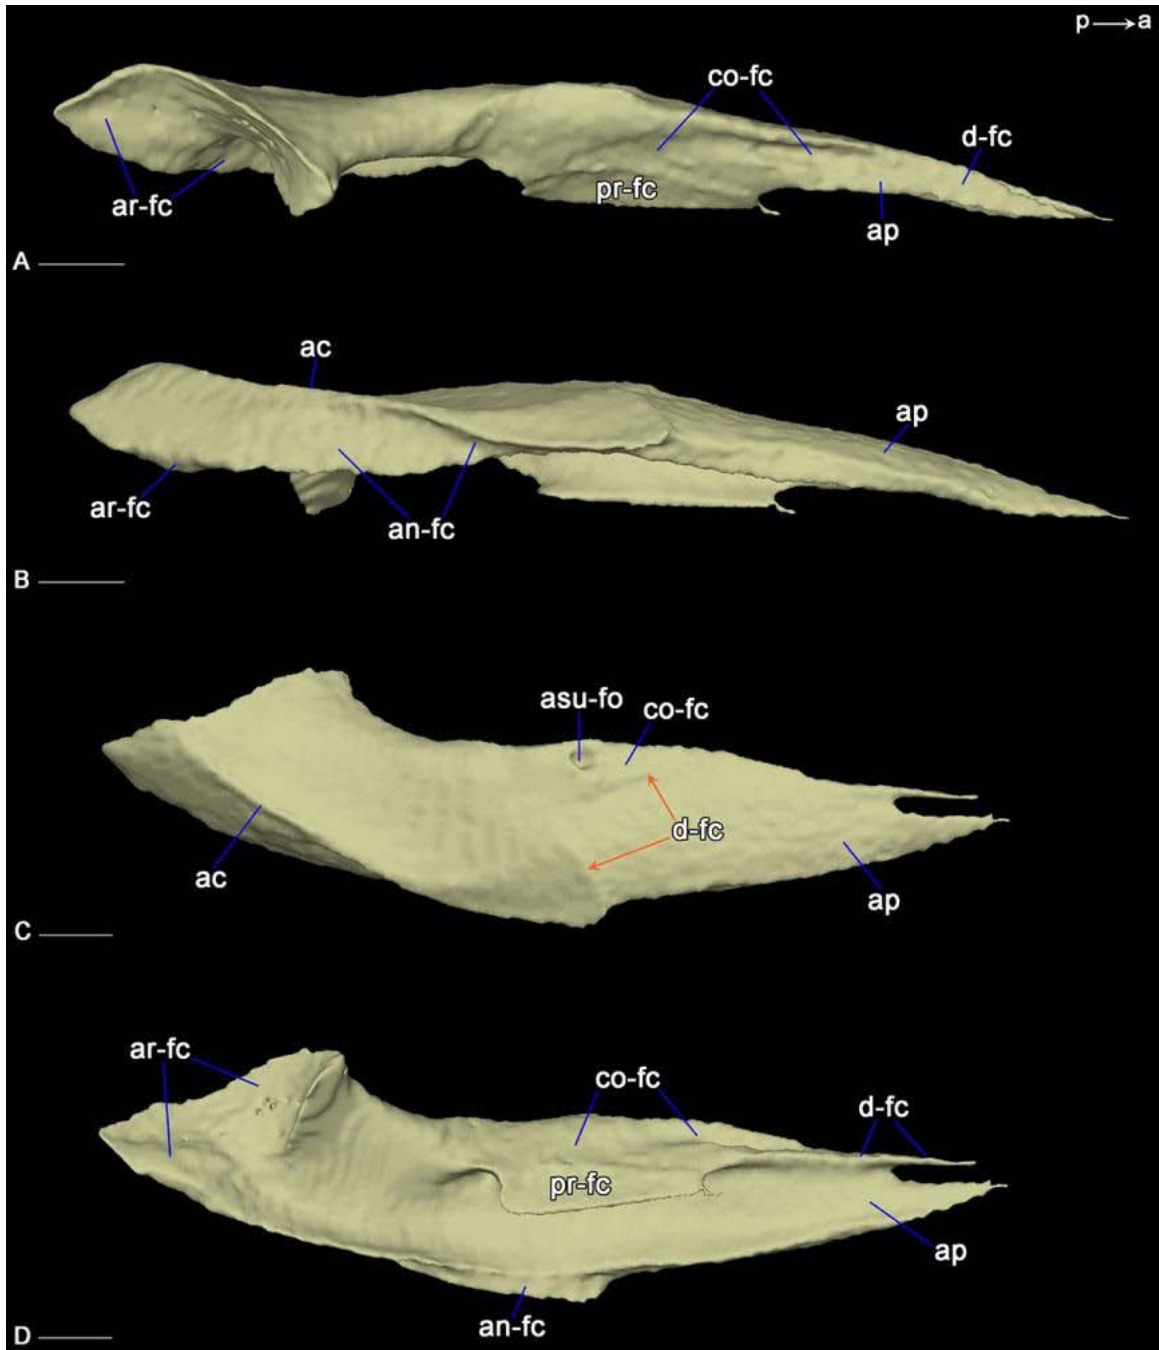 p→a
co-fc
d-fc
ar-fc
pr-fc
ap
A
ac
ap
ar-fc
an-fc
B
asu-fo
co-fc
d-fc
ac
ap
C
ar-fc
co-fc
d-fc
pr-fc
ap
an-fc
D